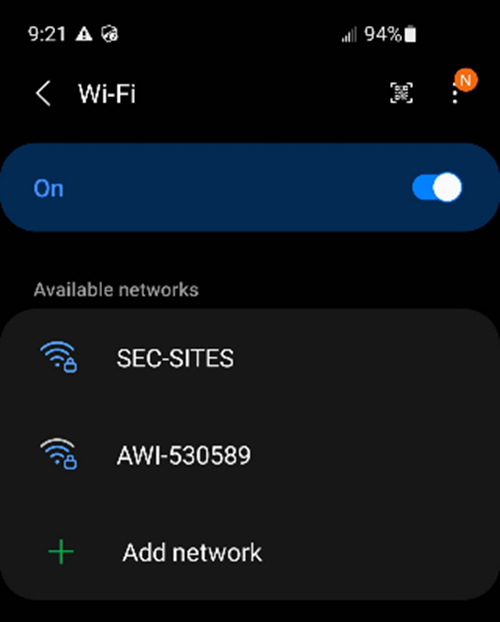 9:21 94%
Wi-Fi N
On
Available networks
SEC-SITES
AWI-530589
Add network